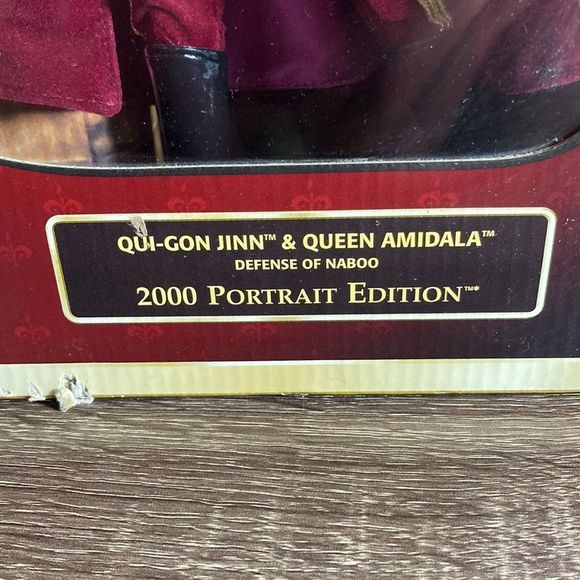 QUI-GON JINN™ & QUEEN AMIDALA™
DEFENSE OF NABOO
2000 PORTRAIT EDITION™*